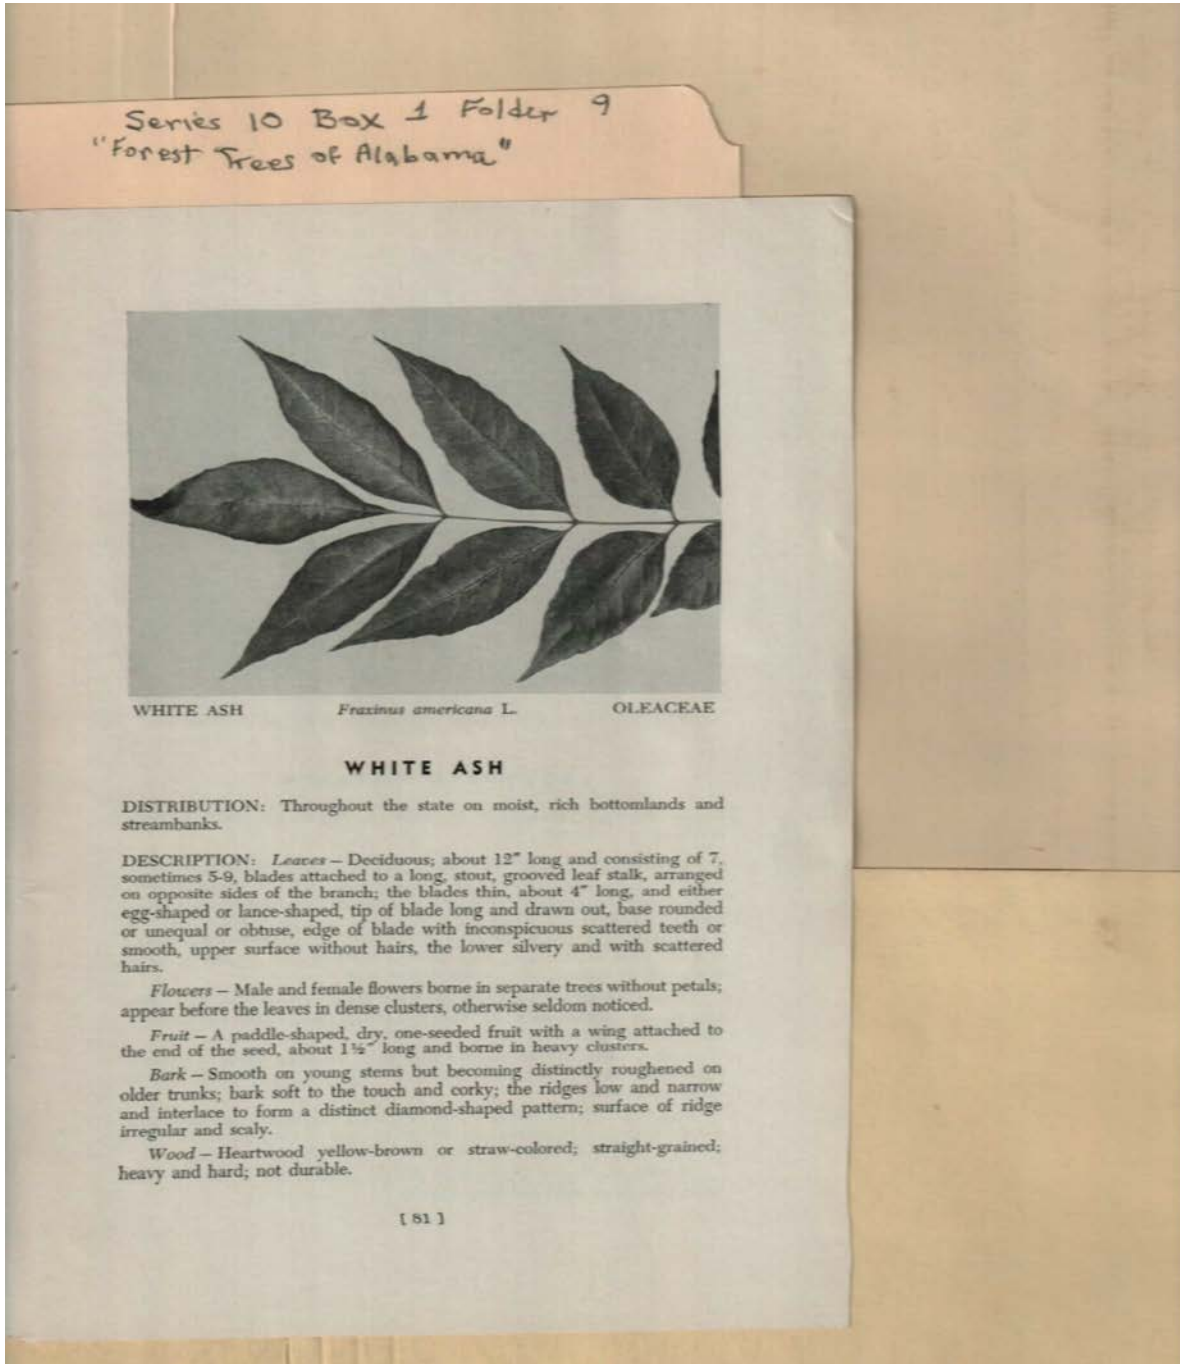 Series 10 Box 1 Folder 9
"Forest Trees of Alabama"
WHITE ASH Fraxinus americana L. OLEACEAE
WHITE ASH
DISTRIBUTION: Throughout the state on moist, rich bottomlands and
streambanks.
DESCRIPTION: Leaves – Deciduous; about 12" long and consisting of 7,
sometimes 5-9, blades attached to a long, stout, grooved leaf stalk, arranged
on opposite sides of the branch; the blades thin, about 4" long, and either
egg-shaped or lance-shaped, tip of blade long and drawn out, base rounded
or unequal or obtuse, edge of blade with inconspicuous scattered teeth or
smooth, upper surface without hairs, the lower silvery and with scattered
hairs.
Flowers – Male and female flowers borne in separate trees without petals;
appear before the leaves in dense clusters, otherwise seldom noticed.
Fruit – A paddle-shaped, dry, one-seeded fruit with a wing attached to
the end of the seed, about 1½" long and borne in heavy clusters.
Bark – Smooth on young stems but becoming distinctly roughened on
older trunks; bark soft to the touch and corky; the ridges low and narrow
and interlace to form a distinct diamond-shaped pattern; surface of ridge
irregular and scaly.
Wood – Heartwood yellow-brown or straw-colored; straight-grained;
heavy and hard; not durable.
[ 81 ]